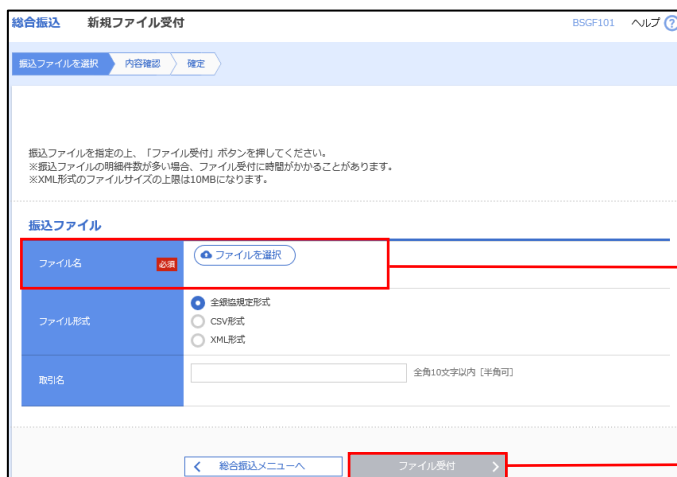 総合振込 新規ファイル受付 BSGF101 ヘルプ ?
振込ファイルを選択 内容確認 確定
振込ファイルを指定の上、「ファイル受付」ボタンを押してください。
※振込ファイルの明細件数が多い場合、ファイル受付に時間がかかることがあります。
※XML形式のファイルサイズの上限は10MBになります。
振込ファイル
ファイル名 必須 ファイルを選択
ファイル形式
全銀協規定形式
CSV形式
XML形式
取引名 全角10文字以内［半角可］
総合振込メニューへ ファイル受付